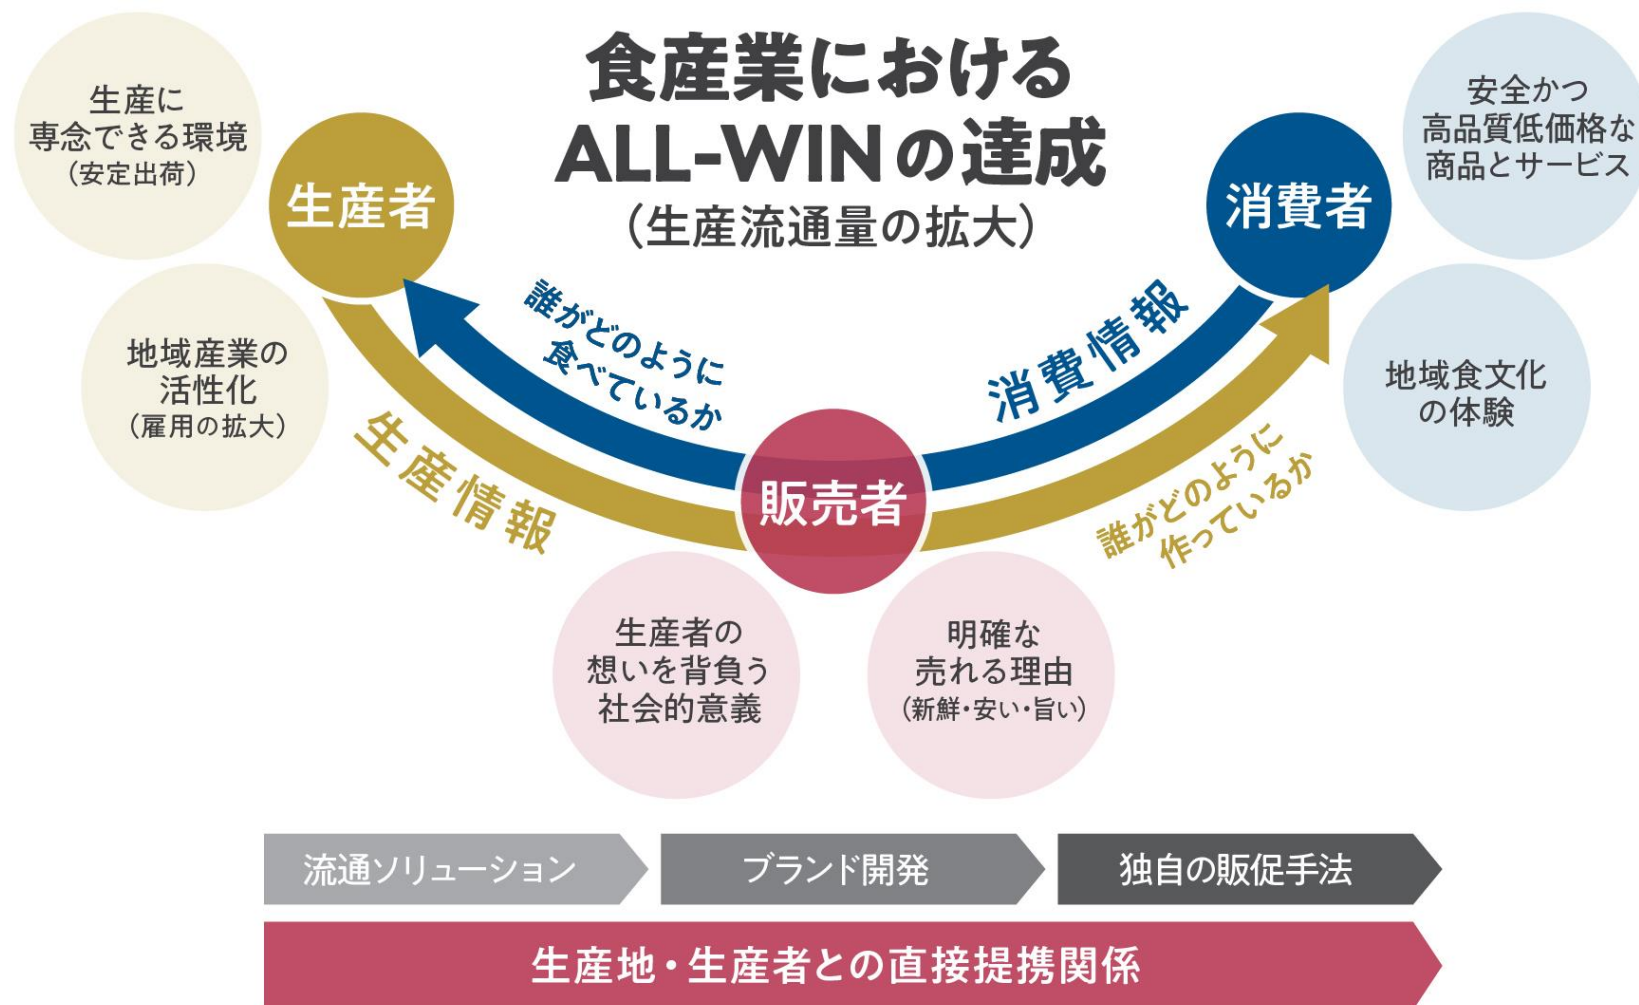 食産業における
ALL-WINの達成
（生産流通量の拡大）
生産に
専念できる環境
（安定出荷）
生産者
地域産業の
活性化
（雇用の拡大）
消費者
安全かつ
高品質低価格な
商品とサービス
地域食文化
の体験
誰がどのように
食べているか
消費情報
生産情報
誰がどのように
作っているか
販売者
生産者の
想いを背負う
社会的意義
明確な
売れる理由
（新鮮・安い・旨い）
流通ソリューション
ブランド開発
独自の販促手法
生産地・生産者との直接提携関係